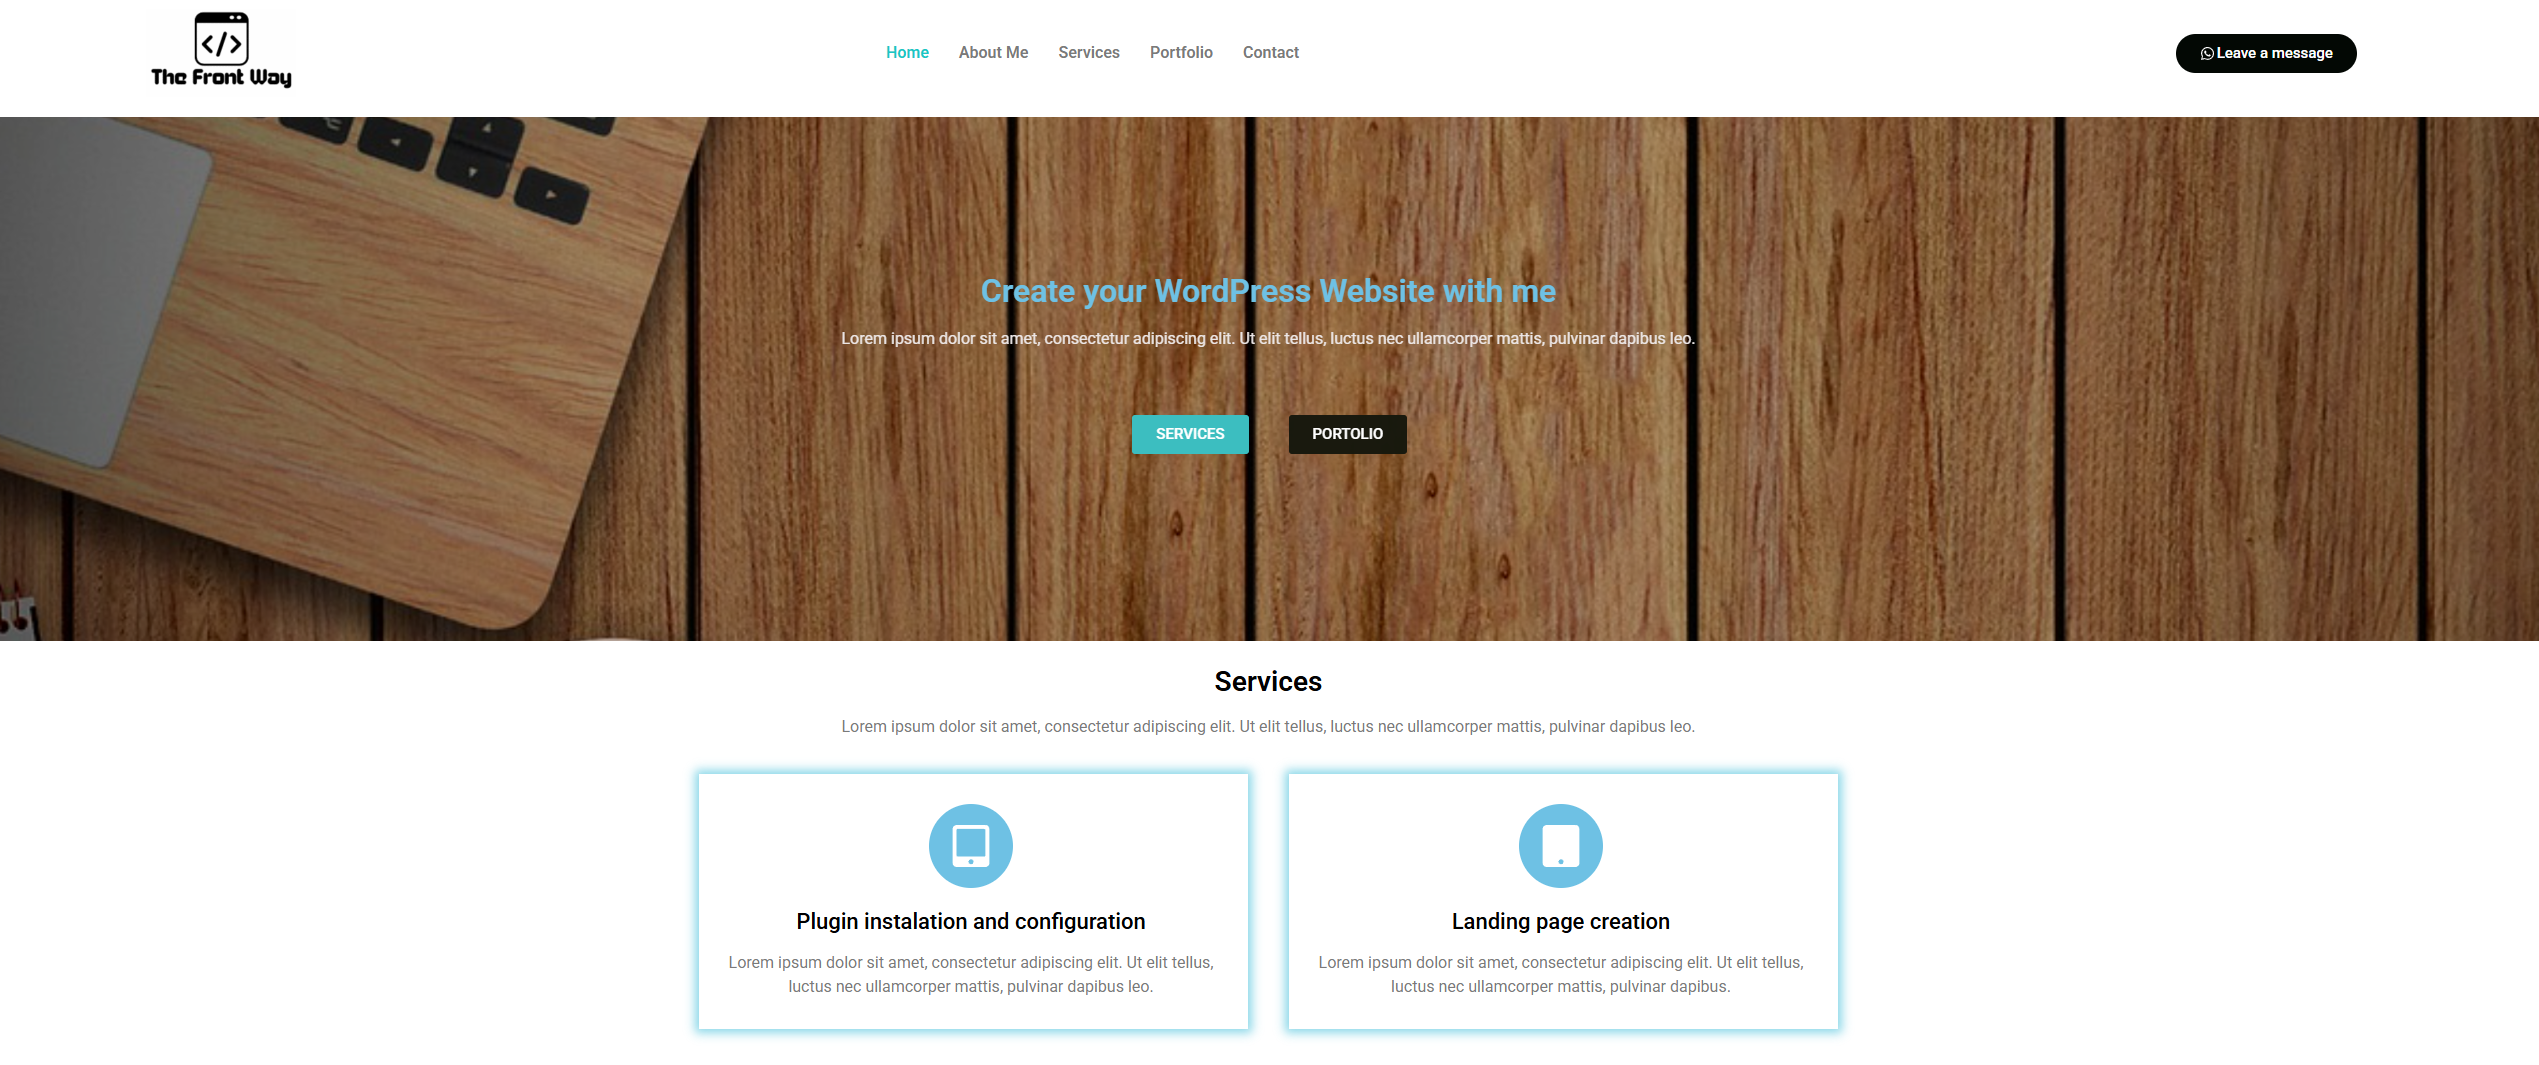 </>
The Front Way
Home About Me Services Portfolio Contact
Leave a message
Create your WordPress Website with me
Lorem ipsum dolor sit amet, consectetur adipiscing elit. Ut elit tellus, luctus nec ullamcorper mattis, pulvinar dapibus leo.
SERVICES PORTOLIO
Services
Lorem ipsum dolor sit amet, consectetur adipiscing elit. Ut elit tellus, luctus nec ullamcorper mattis, pulvinar dapibus leo.
Plugin instalation and configuration
Lorem ipsum dolor sit amet, consectetur adipiscing elit. Ut elit tellus,
luctus nec ullamcorper mattis, pulvinar dapibus leo.
Landing page creation
Lorem ipsum dolor sit amet, consectetur adipiscing elit. Ut elit tellus,
luctus nec ullamcorper mattis, pulvinar dapibus.